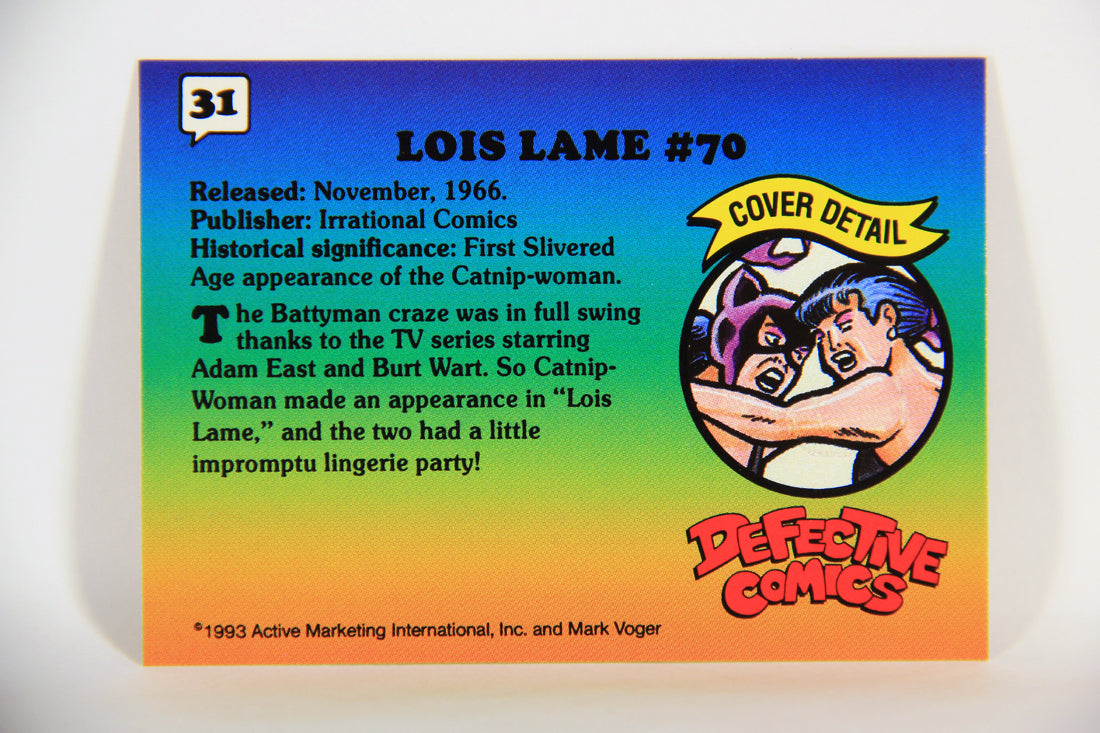 31
LOIS LAME #70
Released: November, 1966.
Publisher: Irrational Comics
Historical significance: First Slivered
Age appearance of the Catnip-woman.
The Battyman craze was in full swing
thanks to the TV series starring
Adam East and Burt Wart. So Catnip-
Woman made an appearance in “Lois
Lame,” and the two had a little
impromptu lingerie party!
COVER DETAIL
DEFECTIVE
COMICS
©1993 Active Marketing International, Inc. and Mark Voger